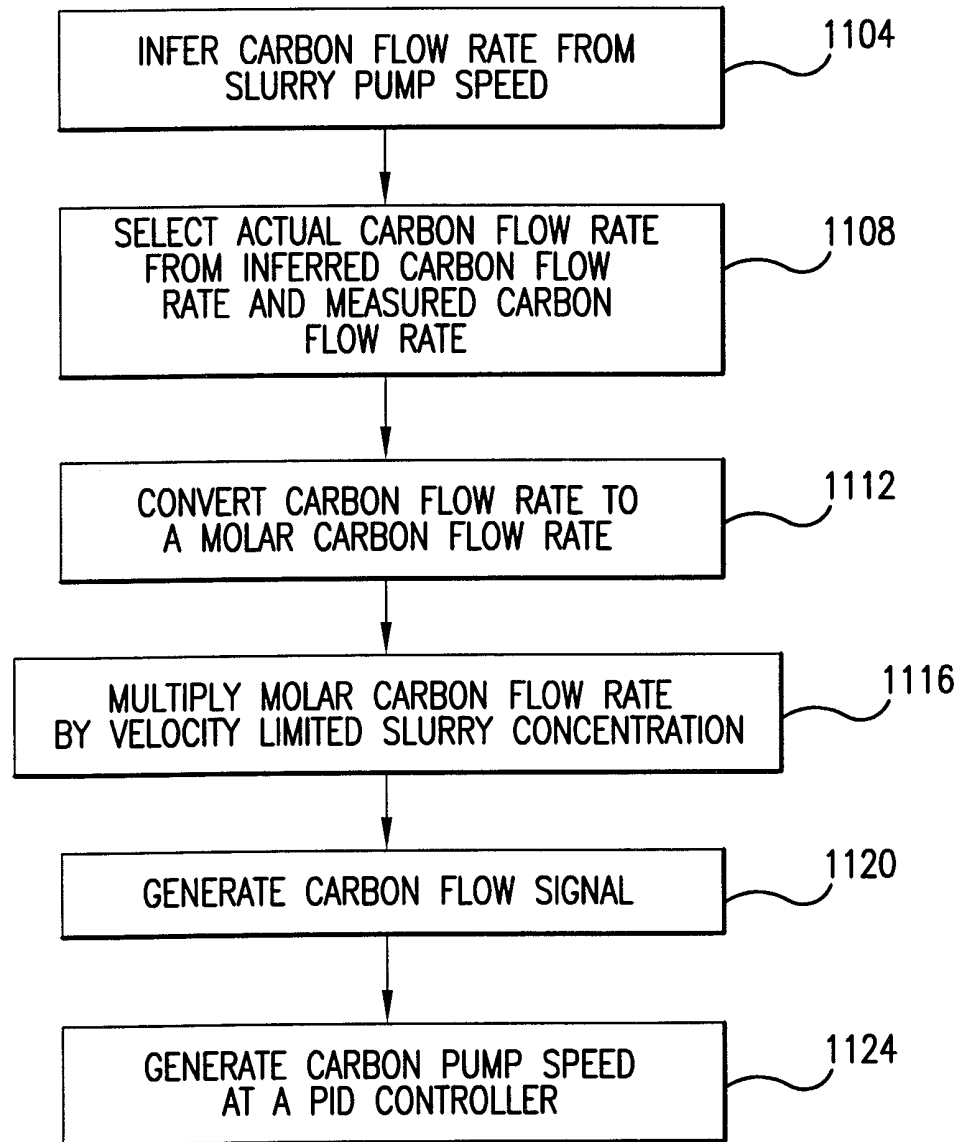 INFER CARBON FLOW RATE FROM
SLURRY PUMP SPEED
1104
SELECT ACTUAL CARBON FLOW RATE
FROM INFERRED CARBON FLOW
RATE AND MEASURED CARBON
FLOW RATE
1108
CONVERT CARBON FLOW RATE TO
A MOLAR CARBON FLOW RATE
1112
MULTIPLY MOLAR CARBON FLOW RATE
BY VELOCITY LIMITED SLURRY CONCENTRATION
1116
GENERATE CARBON FLOW SIGNAL
1120
GENERATE CARBON PUMP SPEED
AT A PID CONTROLLER
1124